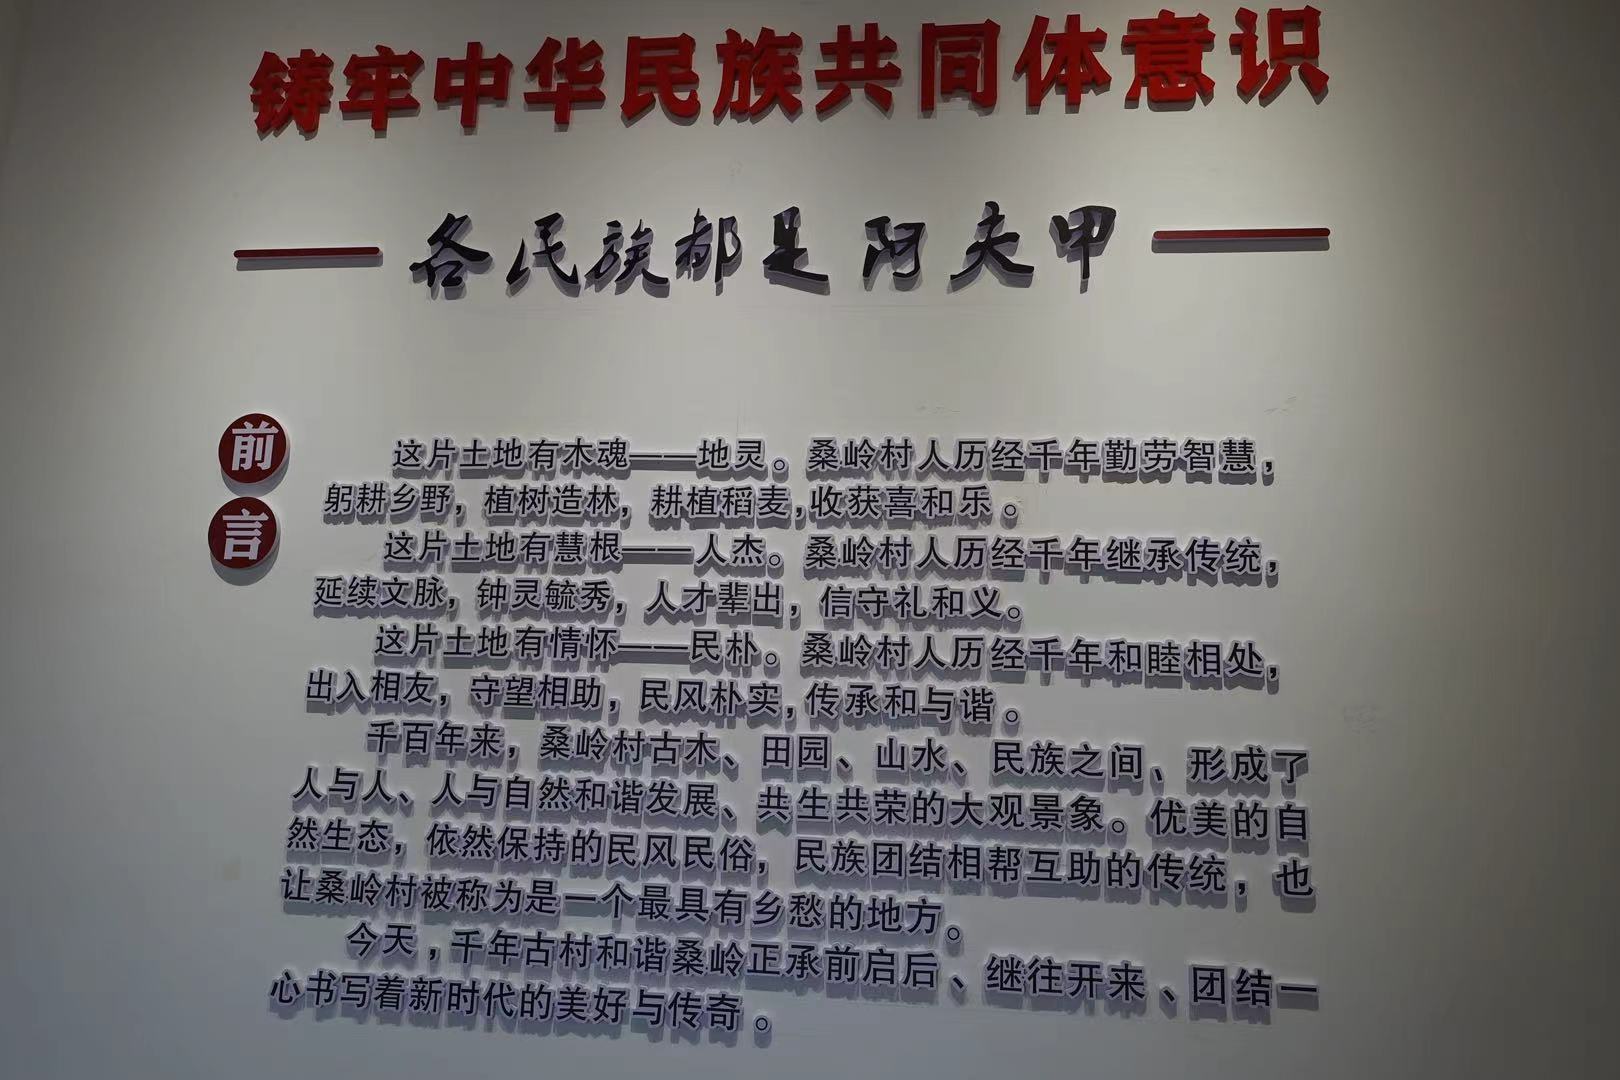 铸牢中华民族共同体意识
各民族都是阿夫甲
前言
这片土地有木魂——地灵。桑岭村人历经千年勤劳智慧，
躬耕乡野，植树造林，耕植稻麦，收获喜和乐。
这片土地有慧根——人杰。桑岭村人历经千年继承传统，
延续文脉，钟灵毓秀，人才辈出，信守礼和义。
这片土地有情怀——民朴。桑岭村人历经千年和睦相处，
出入相友，守望相助，民风朴实，传承和与谐。
千百年来，桑岭村古木、田园、山水、民族之间、形成了
人与人、人与自然和谐发展、共生共荣的大观景象。优美的自
然生态，依然保持的民风民俗，民族团结相帮互助的传统，也
让桑岭村被称为是一个最具有乡愁的地方。
今天，千年古村和谐桑岭正承前启后、继往开来、团结一
心书写着新时代的美好与传奇。